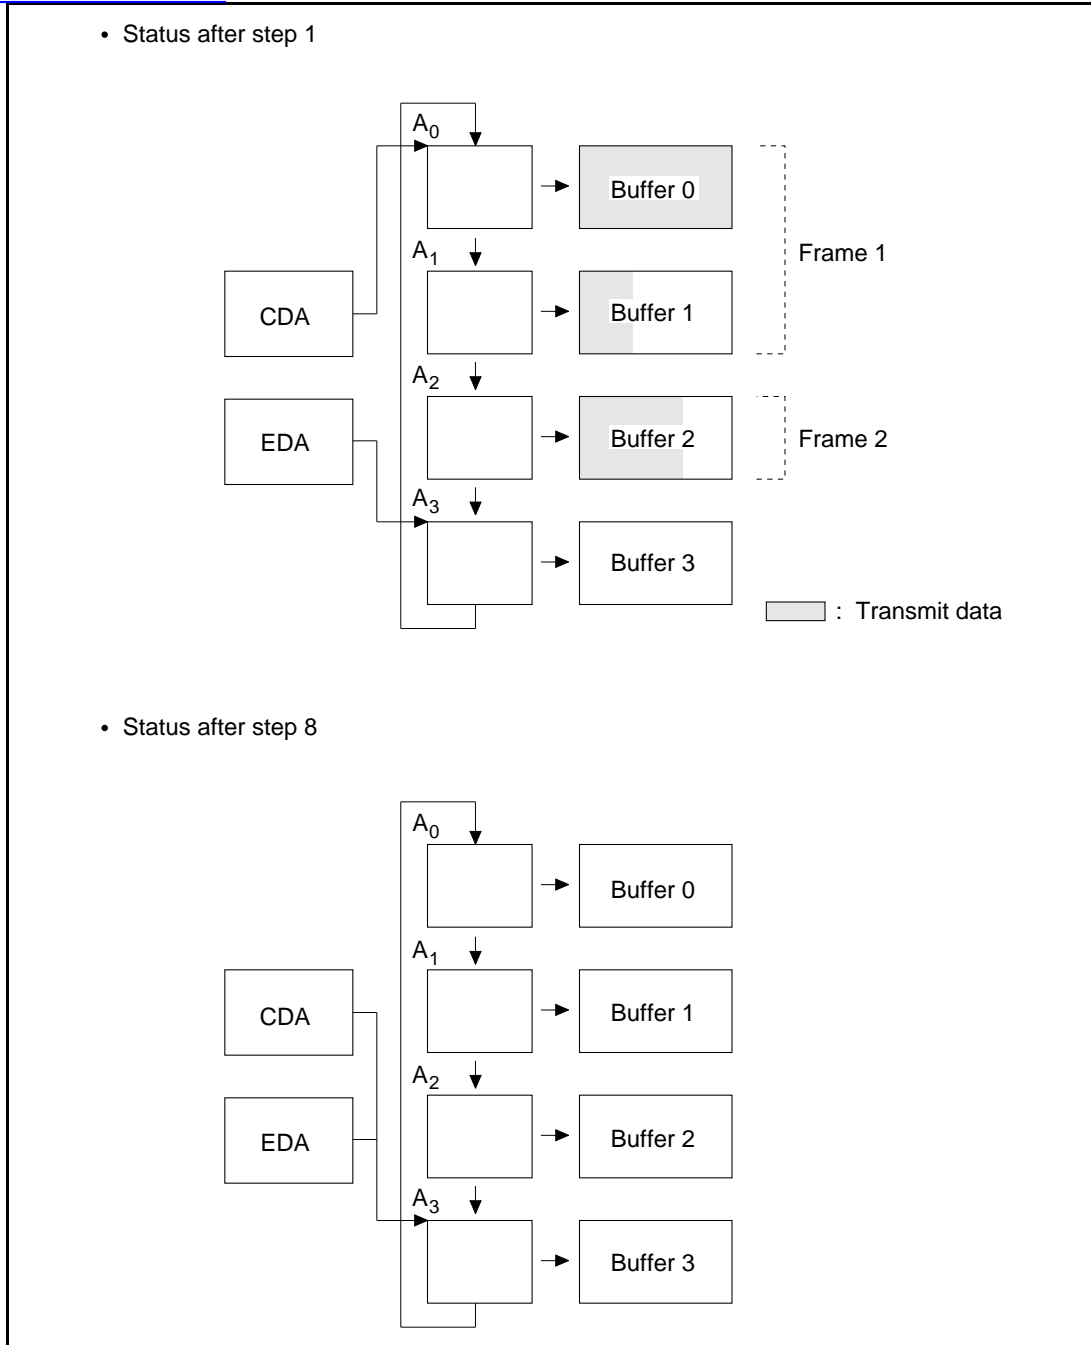 • Status after step 1
A0
Buffer 0
A1
Frame 1
CDA
Buffer 1
A2
EDA
Buffer 2
Frame 2
A3
Buffer 3
: Transmit data
• Status after step 8
A0
Buffer 0
A1
CDA
Buffer 1
A2
EDA
Buffer 2
A3
Buffer 3